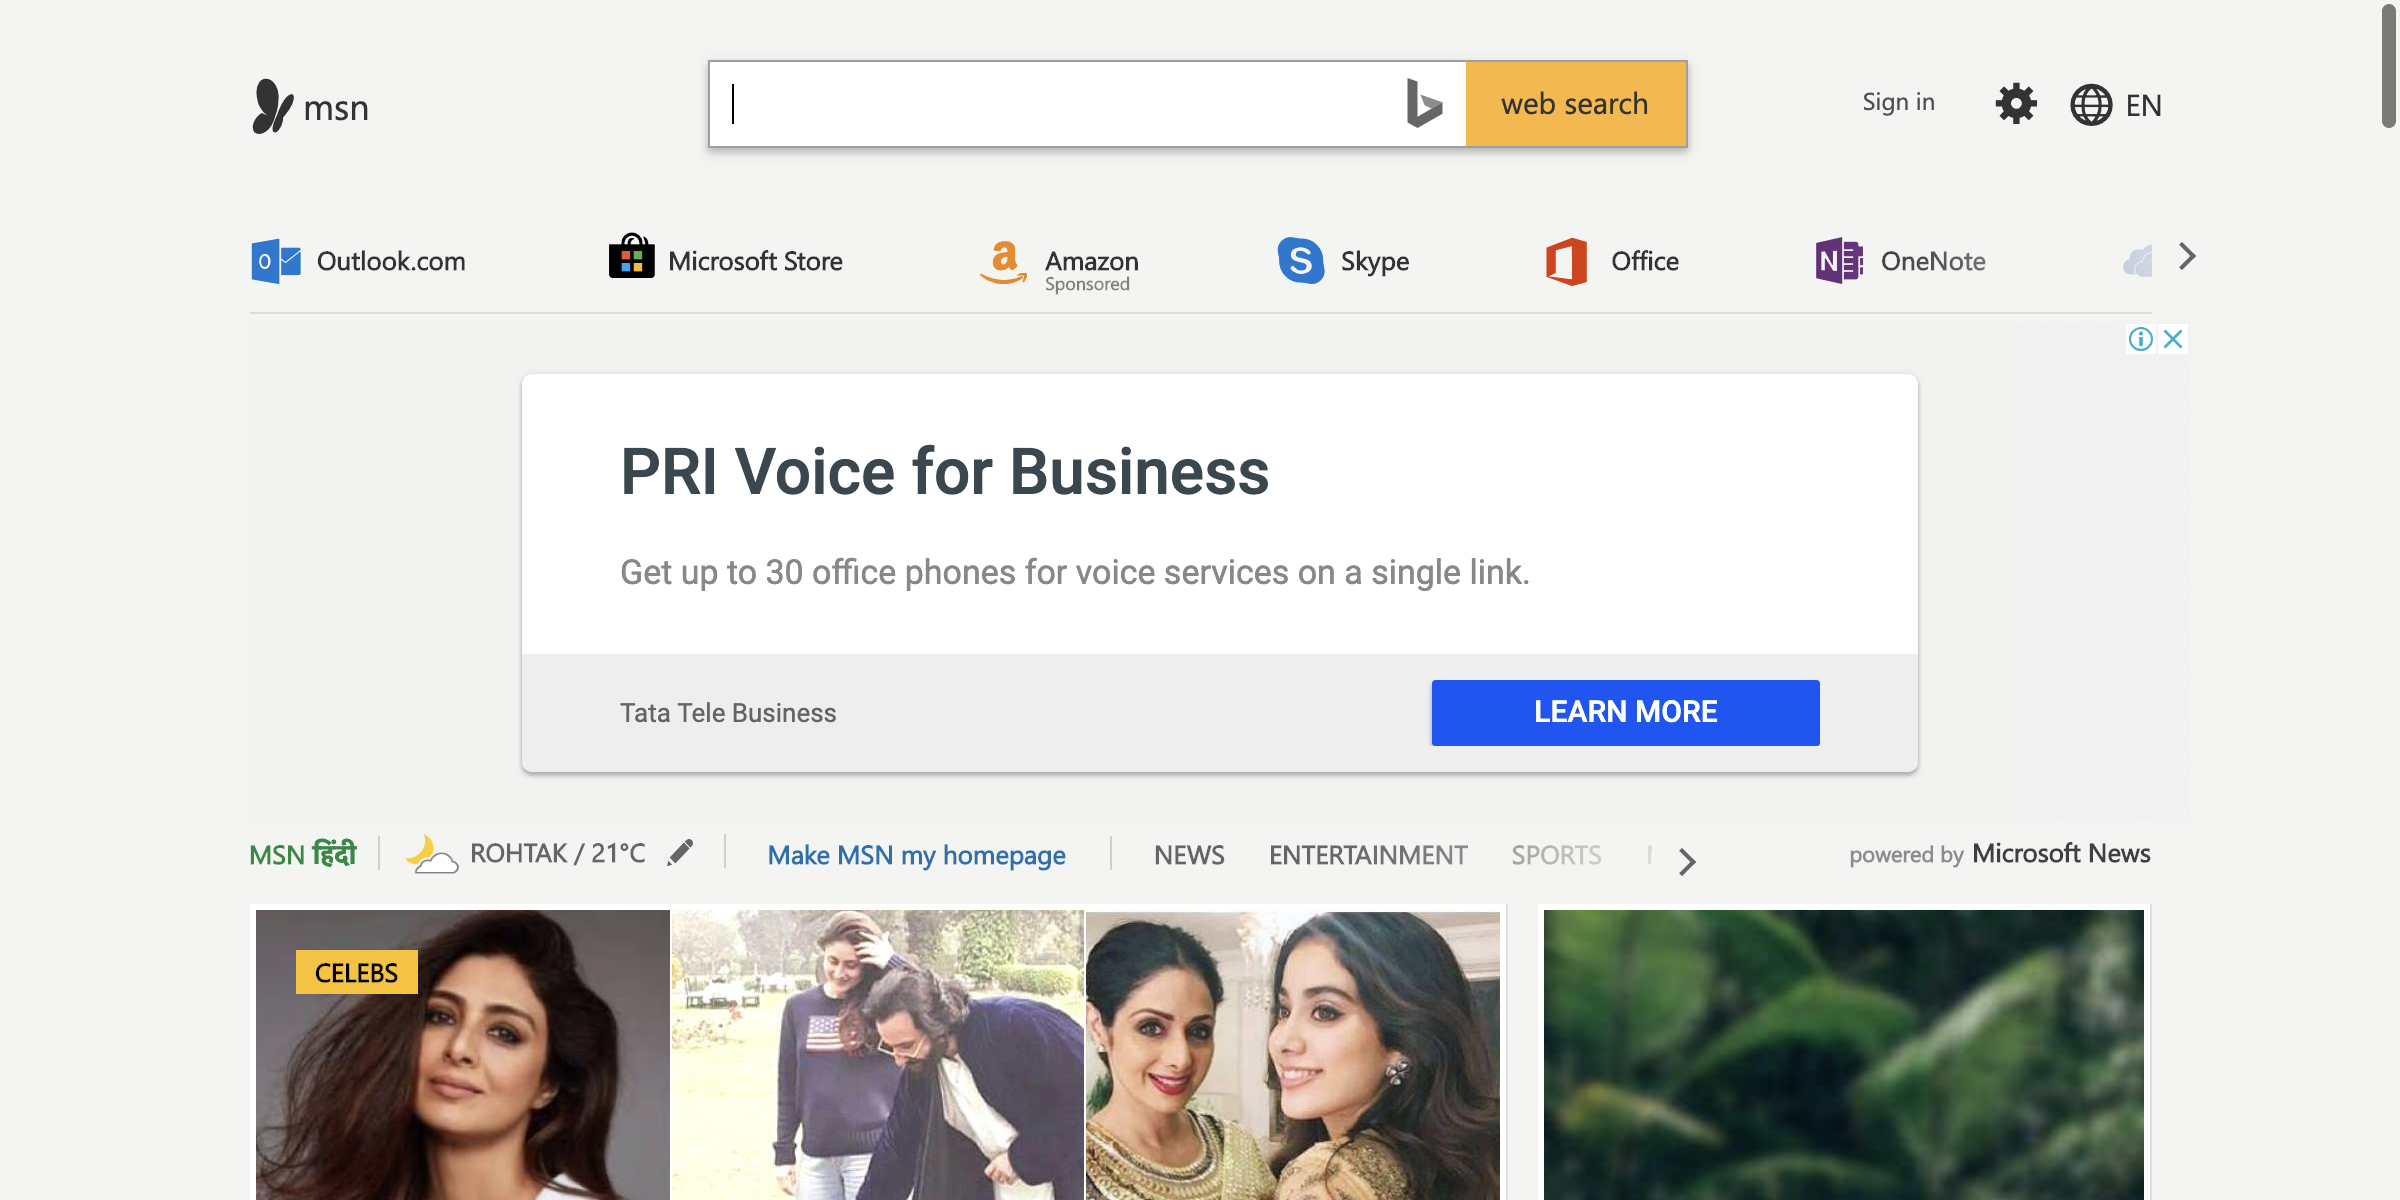 msn
web search
Sign in
EN
Outlook.com
Microsoft Store
Amazon
Sponsored
Skype
Office
OneNote
PRI Voice for Business
Get up to 30 office phones for voice services on a single link.
Tata Tele Business
LEARN MORE
MSN हिंदी
ROHTAK / 21°C
Make MSN my homepage
NEWS
ENTERTAINMENT
SPORTS
powered by Microsoft News
CELEBS